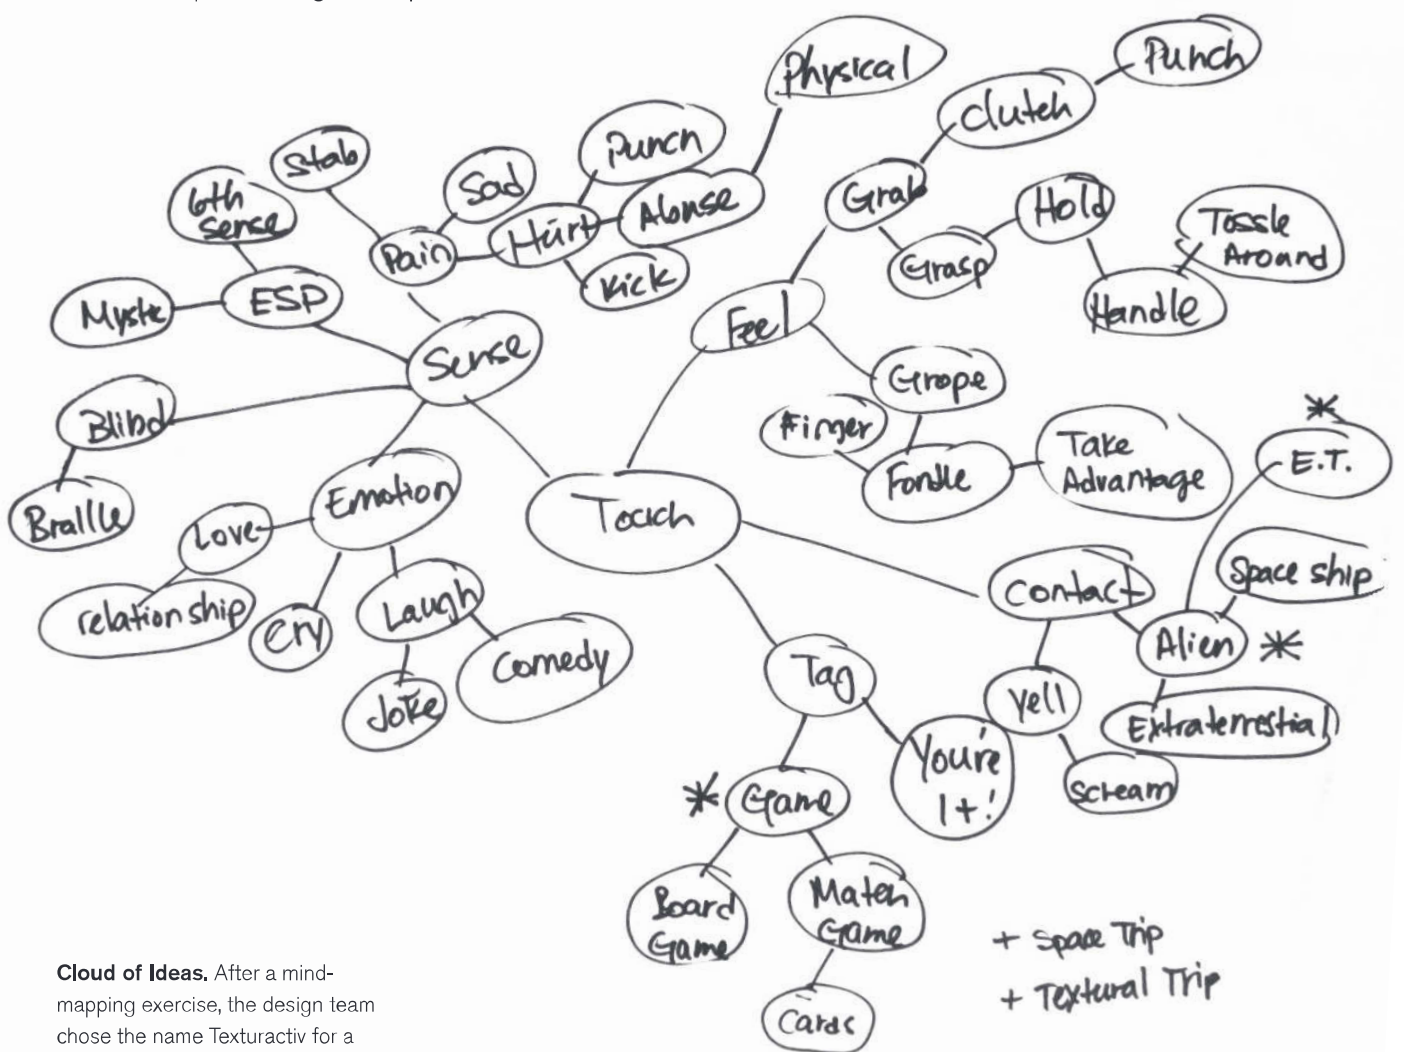 Physical
Punch
Clutch
Stab
Punch
Sad
6th
sense
Grab
Hold
Abuse
Tossle
Around
Hurt
Pain
Grasp
Kick
ESP
Handle
Feel
Sense
Grope
Finger
E.T.
Take
Advantage
Fondle
Emotion
Braille
Touch
Love
Space ship
Contact
relationship
Laugh
Cry
Alien
Comedy
Tag
Yell
Joke
Extraterrestial
You're
It!
Scream
Game
Board
Game
Match
Game
+ Space Trip
+ Textural Trip
Cards
Cloud of Ideas. After a mind-
mapping exercise, the design team
chose the name Texturactiv for a